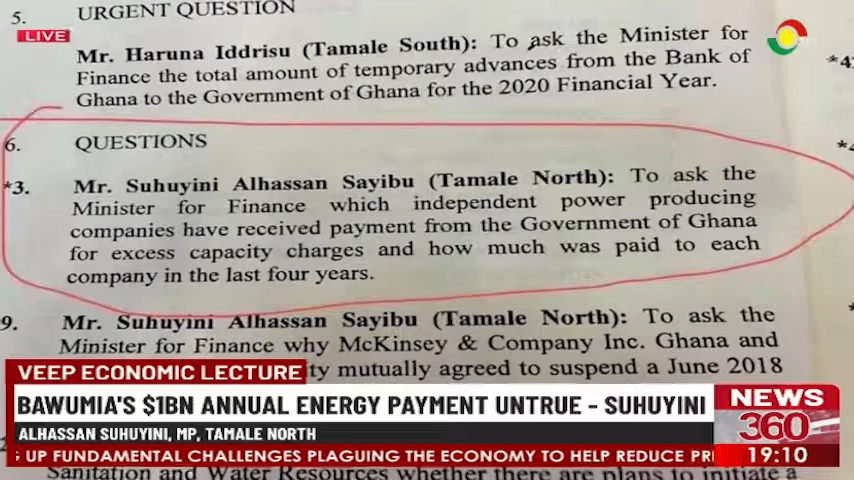 5. URGENT QUESTION
LIVE
Mr. Haruna Iddrisu (Tamale South): To ask the Minister for
Finance the total amount of temporary advances from the Bank of
Ghana to the Government of Ghana for the 2020 Financial Year.
6. QUESTIONS
*3. Mr. Suhuyini Alhassan Sayibu (Tamale North): To ask the
Minister for Finance which independent power producing
companies have received payment from the Government of Ghana
for excess capacity charges and how much was paid to each
company in the last four years.
9. Mr. Suhuyini Alhassan Sayibu (Tamale North): To ask the
Minister for Finance why McKinsey & Company Inc. Ghana and
mutually agreed to suspend a June 2018
VEEP ECONOMIC LECTURE
BAWUMIA'S $1BN ANNUAL ENERGY PAYMENT UNTRUE - SUHUYINI
ALHASSAN SUHUYINI, MP, TAMALE NORTH
NEWS
360
UP FUNDAMENTAL CHALLENGES PLAGUING THE ECONOMY TO HELP REDUCE
19:10
Sanitation and Water Resources whether there are plans to initiate a